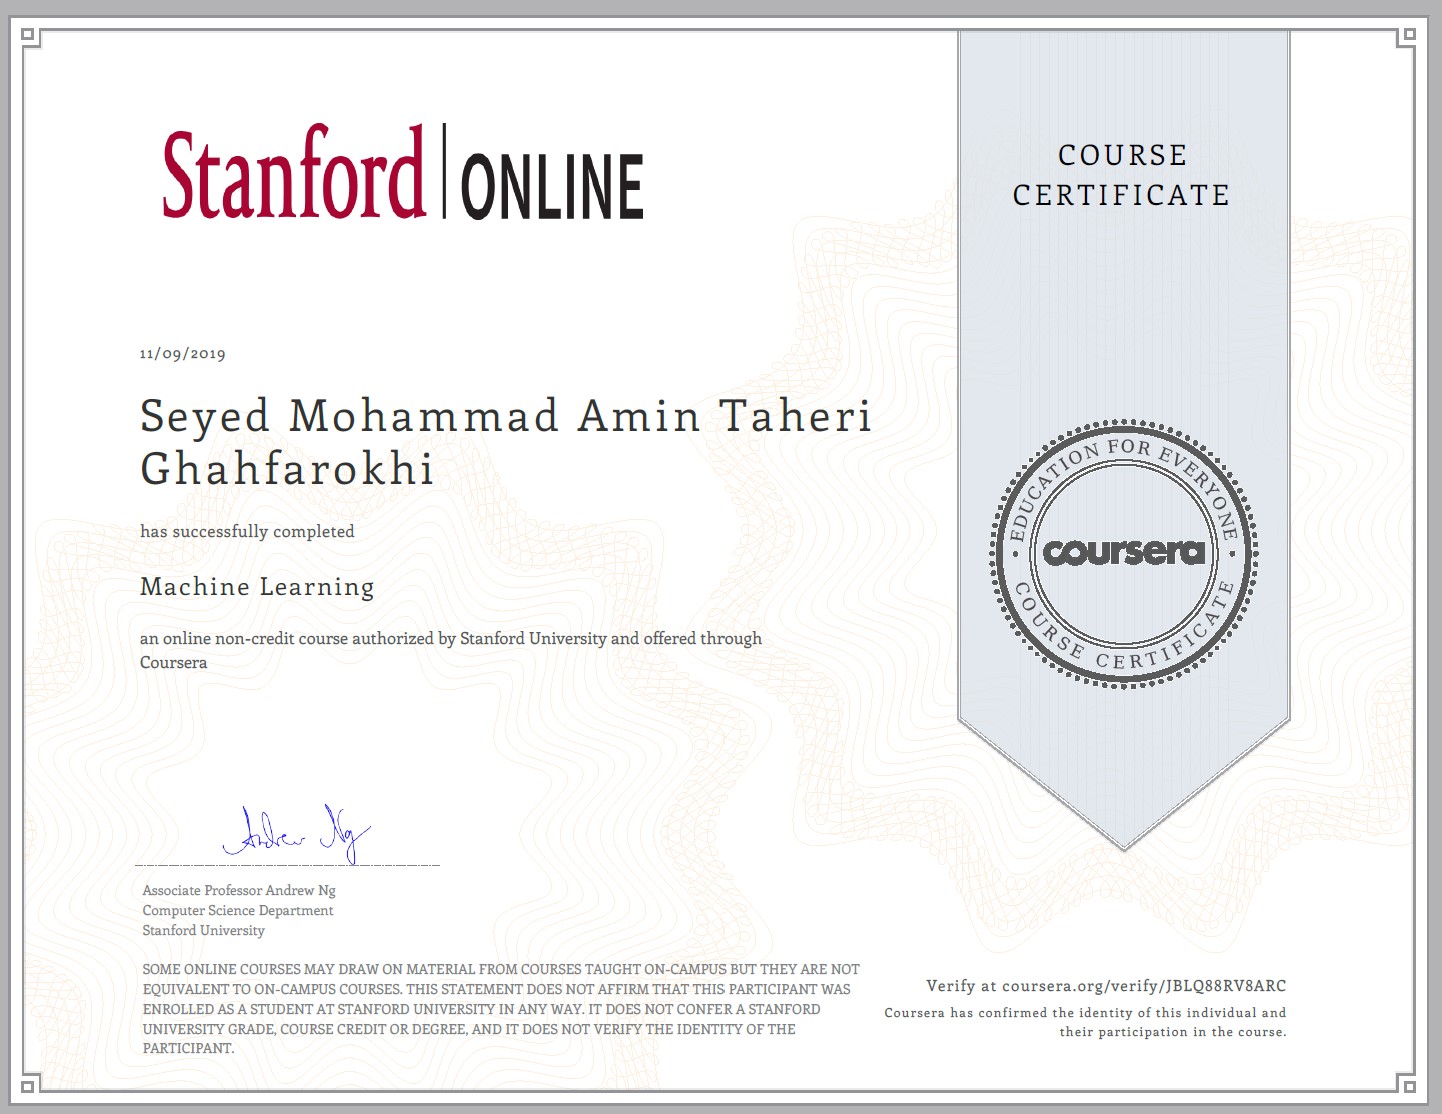 Stanford | ONLINE
COURSE
CERTIFICATE
11/09/2019
Seyed Mohammad Amin Taheri
Ghahfarokhi
has successfully completed
Machine Learning
an online non-credit course authorized by Stanford University and offered through
Coursera
EDUCATION FOR EVERYONE
coursera
COURSE CERTIFICATE
Andrew Ng
Associate Professor Andrew Ng
Computer Science Department
Stanford University
SOME ONLINE COURSES MAY DRAW ON MATERIAL FROM COURSES TAUGHT ON-CAMPUS BUT THEY ARE NOT
EQUIVALENT TO ON-CAMPUS COURSES. THIS STATEMENT DOES NOT AFFIRM THAT THIS PARTICIPANT WAS
ENROLLED AS A STUDENT AT STANFORD UNIVERSITY IN ANY WAY. IT DOES NOT CONFER A STANFORD
UNIVERSITY GRADE, COURSE CREDIT OR DEGREE, AND IT DOES NOT VERIFY THE IDENTITY OF THE
PARTICIPANT.
Verify at coursera.org/verify/JBLQ88RV8ARC
Coursera has confirmed the identity of this individual and
their participation in the course.